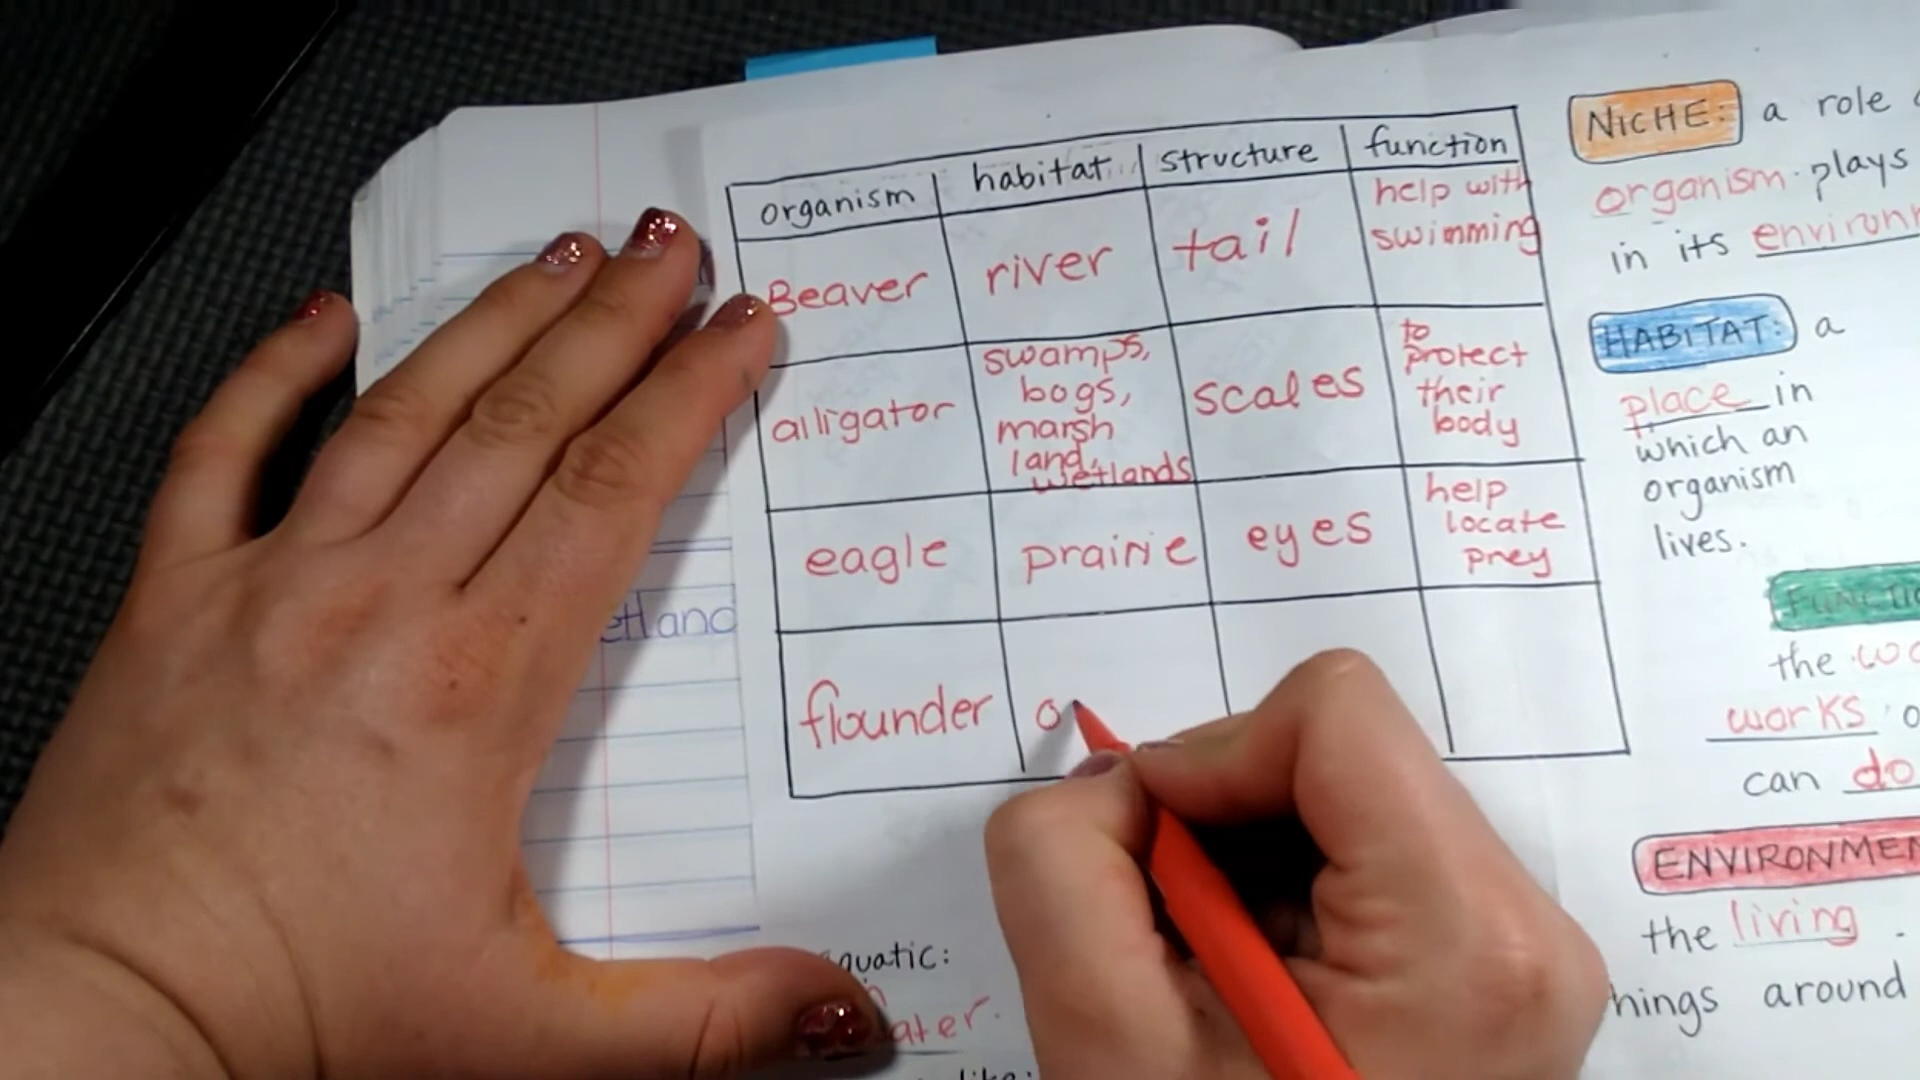 organism habitat structure function
Beaver river tail help with
swimming
alligator swamps,
bogs,
marsh
land,
wetlands scales to
protect
their
body
eagle prairie eyes help
locate
prey
flounder o
NICHE: a role
organism plays
in its
HABITAT: a
place in
which an
organism
lives.
the
works
can do
the living
things around
etland